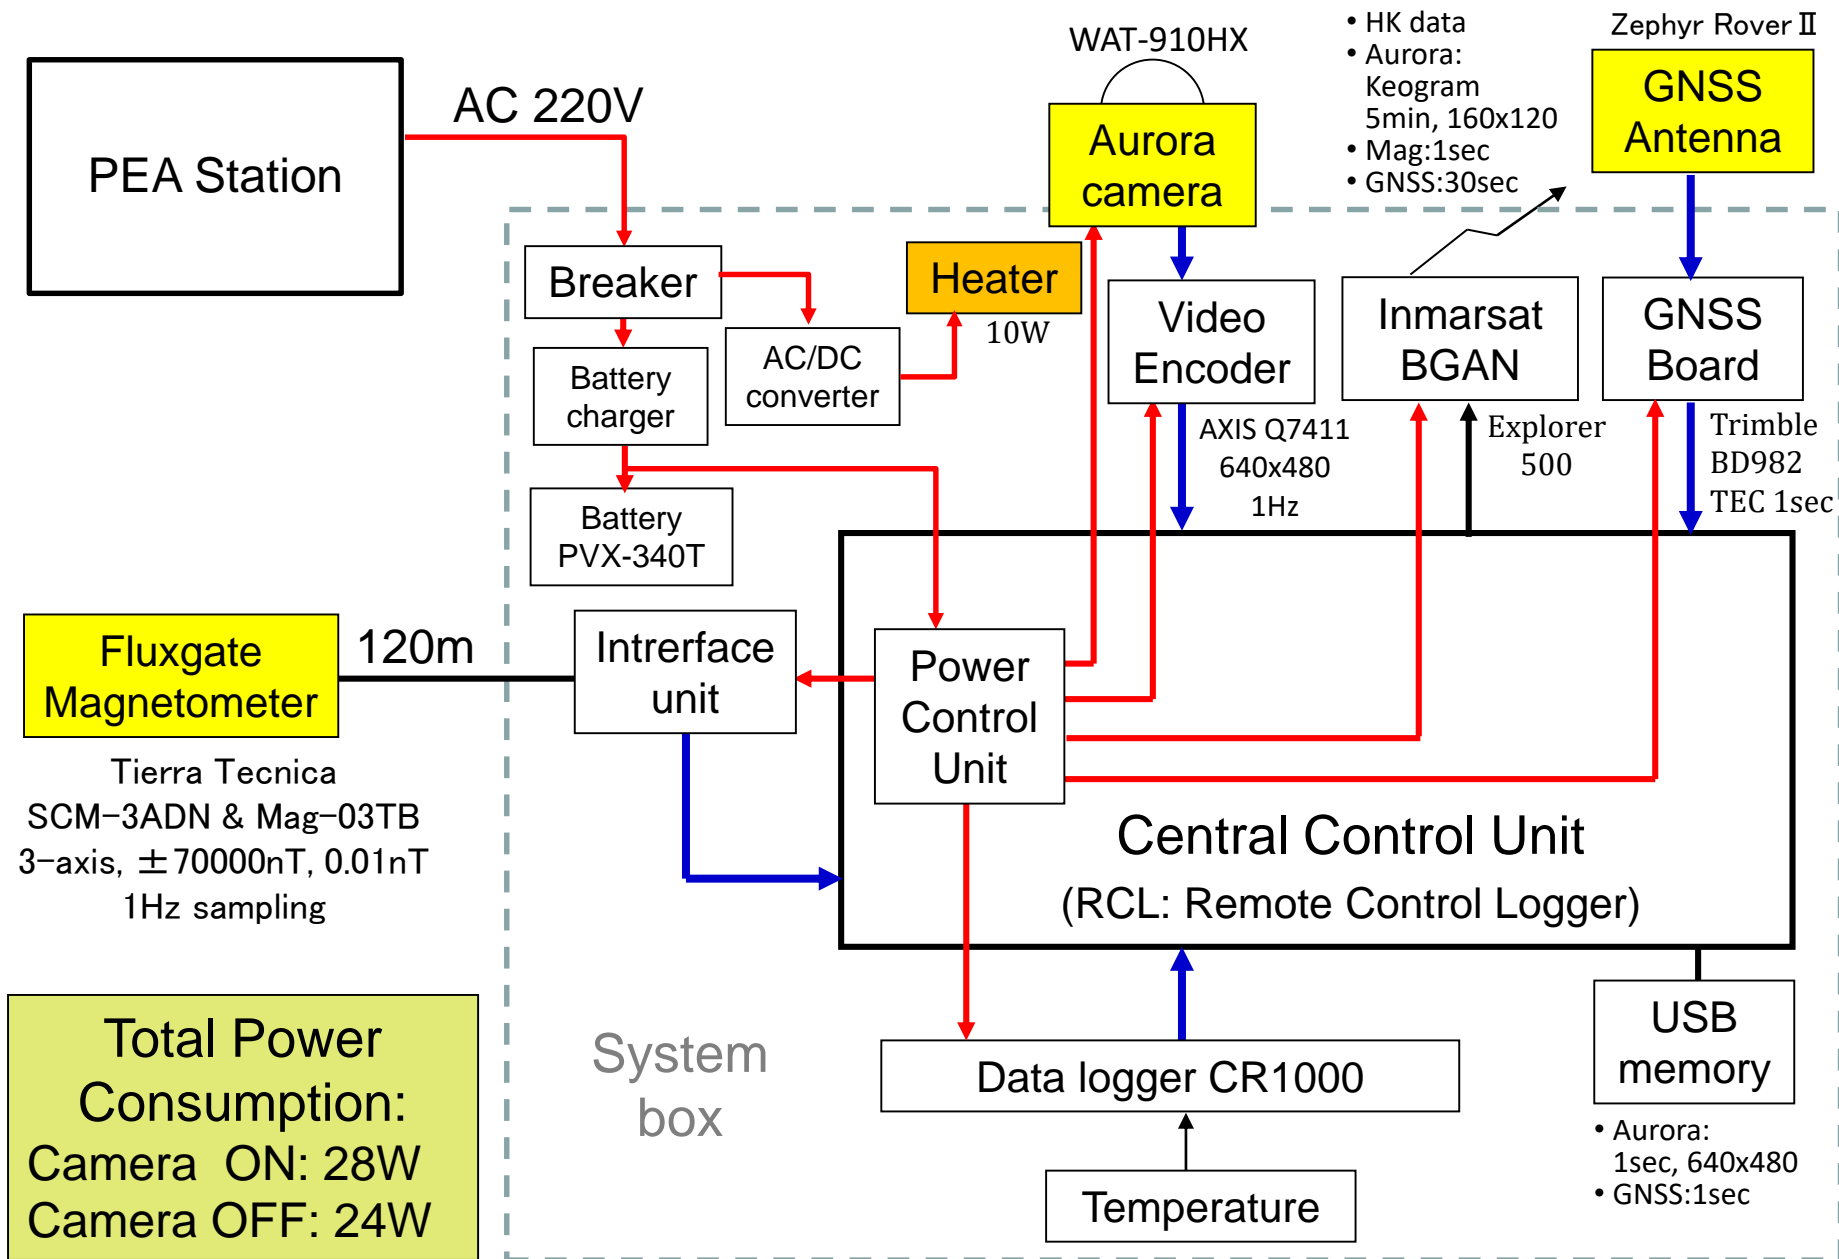 PEA Station
AC 220V
WAT-910HX
Aurora
camera
• HK data
• Aurora:
Keogram
5min, 160x120
• Mag:1sec
• GNSS:30sec
Zephyr Rover Ⅱ
GNSS
Antenna
Breaker
Heater
10W
AC/DC
converter
Battery
charger
Battery
PVX-340T
Video
Encoder
AXIS Q7411
640x480
1Hz
Inmarsat
BGAN
Explorer
500
GNSS
Board
Trimble
BD982
TEC 1sec
Fluxgate
Magnetometer
120m
Intrerface
unit
Power
Control
Unit
Tierra Tecnica
SCM-3ADN & Mag-03TB
3-axis, ±70000nT, 0.01nT
1Hz sampling
Central Control Unit
(RCL: Remote Control Logger)
Total Power
Consumption:
Camera ON: 28W
Camera OFF: 24W
System
box
Data logger CR1000
Temperature
USB
memory
• Aurora:
1sec, 640x480
• GNSS:1sec